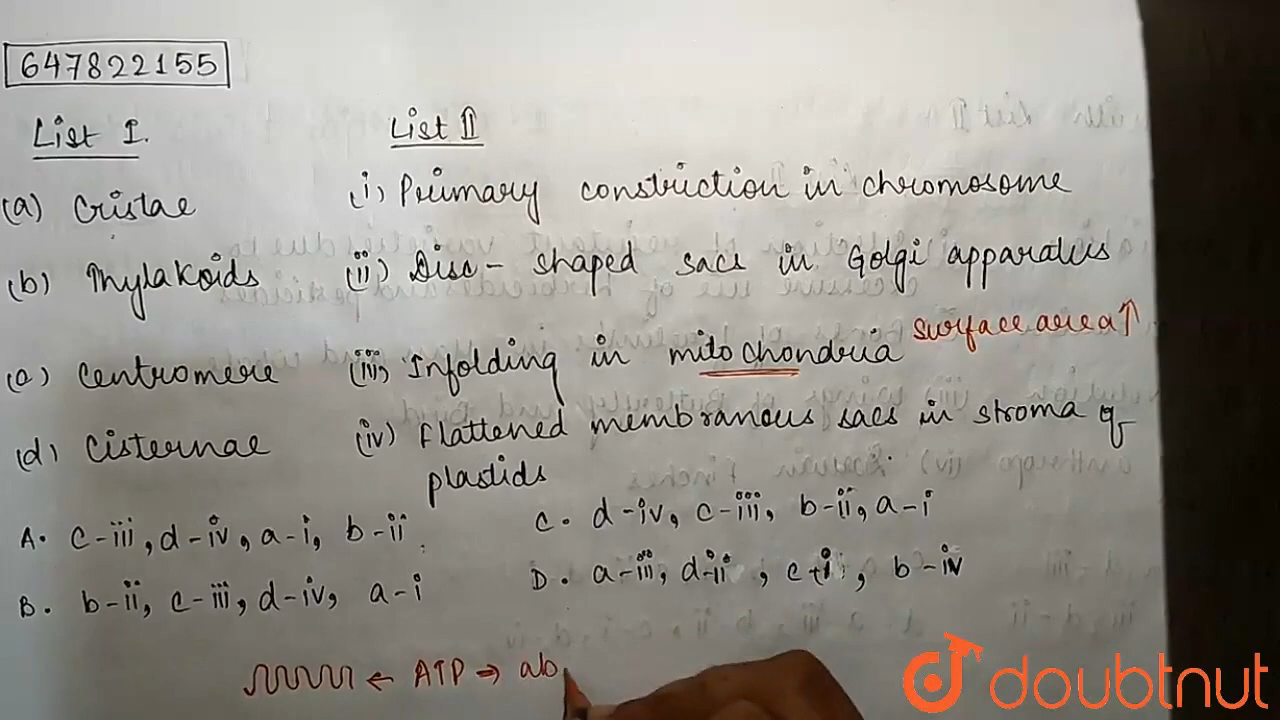 647822155
List I. List II
(a) Cristae (i) Primary constriction in chromosome
(b) Thylakoids (ii) Disc - shaped sacs in Golgi apparatus
(c) Centromere (iii) Infolding in mitochondria surface area ↑
(d) Cisternae (iv) flattened membranous sacs in stroma of
plastids
A. c-iii, d-iv, a-i, b-ii C. d-iv, c-iii, b-ii, a-i
B. b-ii, c-iii, d-iv, a-i D. a-iii, d-ii, c-i, b-iv
← ATP → ab
doubtnut